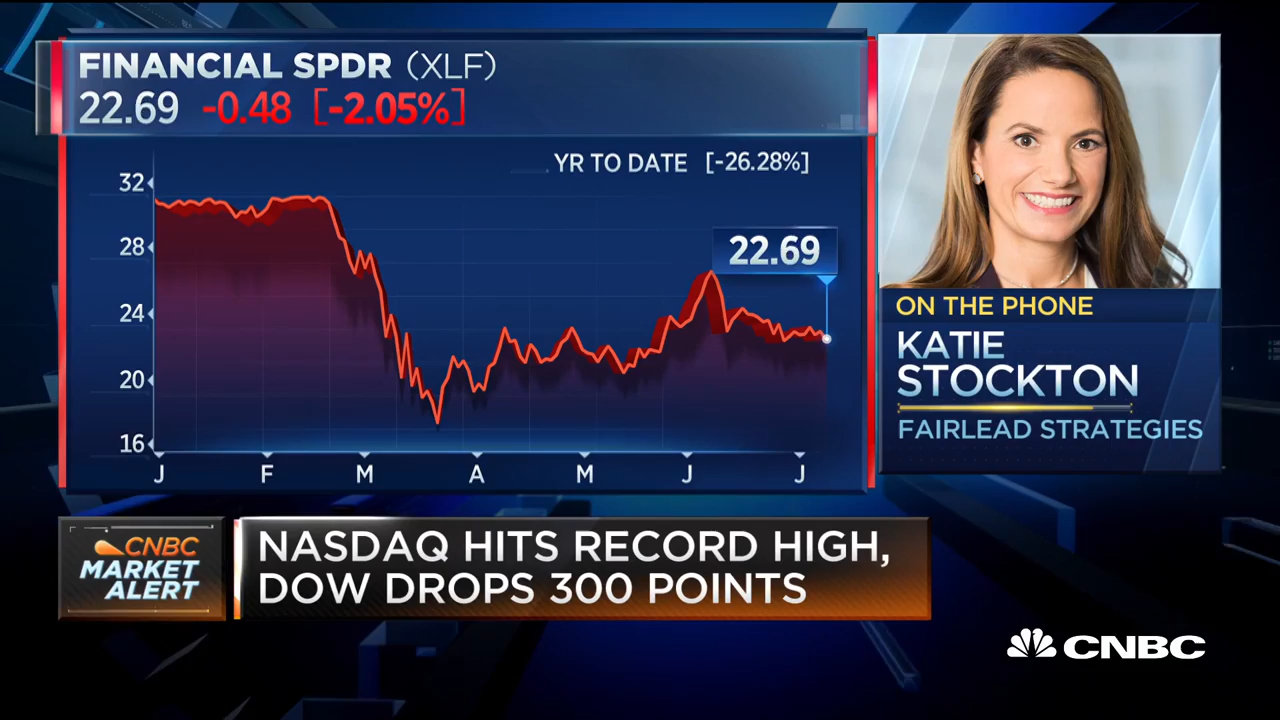 FINANCIAL SPDR (XLF)
22.69 -0.48 [-2.05%]
YR TO DATE [-26.28%]
32
28
24
20
16
22.69
J F M A M J J
ON THE PHONE
KATIE
STOCKTON
FAIRLEAD STRATEGIES
CNBC
MARKET
ALERT
NASDAQ HITS RECORD HIGH,
DOW DROPS 300 POINTS
CNBC